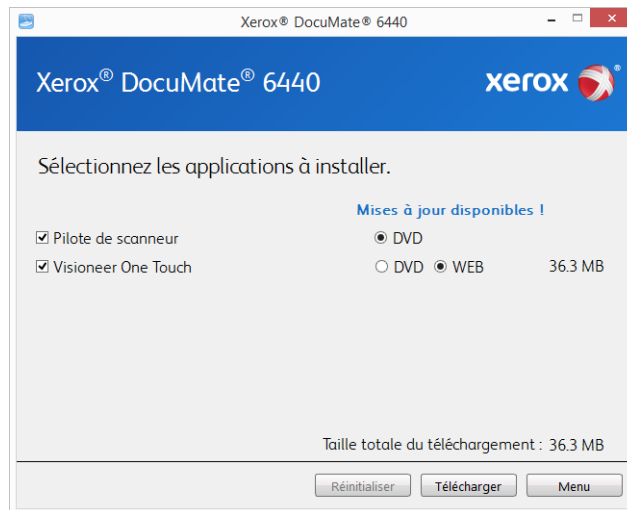 Xerox® DocuMate® 6440
Xerox® DocuMate® 6440 xerox®
Sélectionnez les applications à installer.
Mises à jour disponibles !
Pilote de scanneur DVD
Visioneer One Touch DVD WEB 36.3 MB
Taille totale du téléchargement : 36.3 MB
Réinitialiser Télécharger Menu